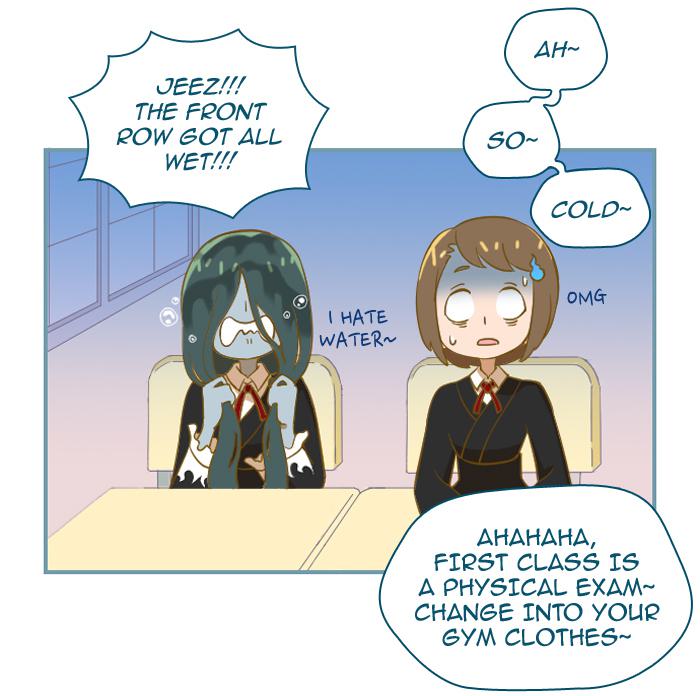 JEEZ!!!
THE FRONT
ROW GOT ALL
WET!!!
AH~
SO~
COLD~
I HATE
WATER~
OMG
AHAHAHA,
FIRST CLASS IS
A PHYSICAL EXAM~
CHANGE INTO YOUR
GYM CLOTHES~